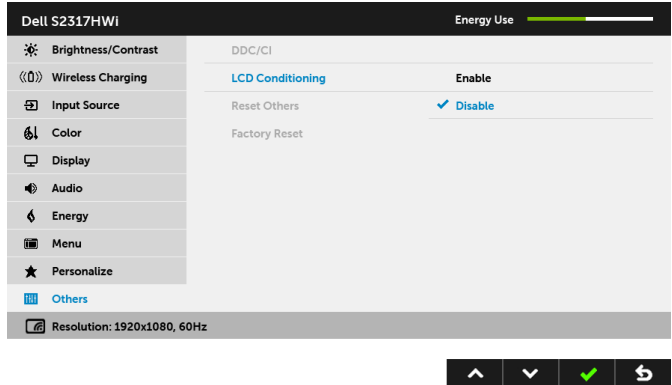 Dell S2317HWi
Energy Use
Brightness/Contrast
DDC/CI
Wireless Charging
LCD Conditioning
Enable
Input Source
Reset Others
Disable
Color
Factory Reset
Display
Audio
Energy
Menu
Personalize
Others
Resolution: 1920x1080, 60Hz